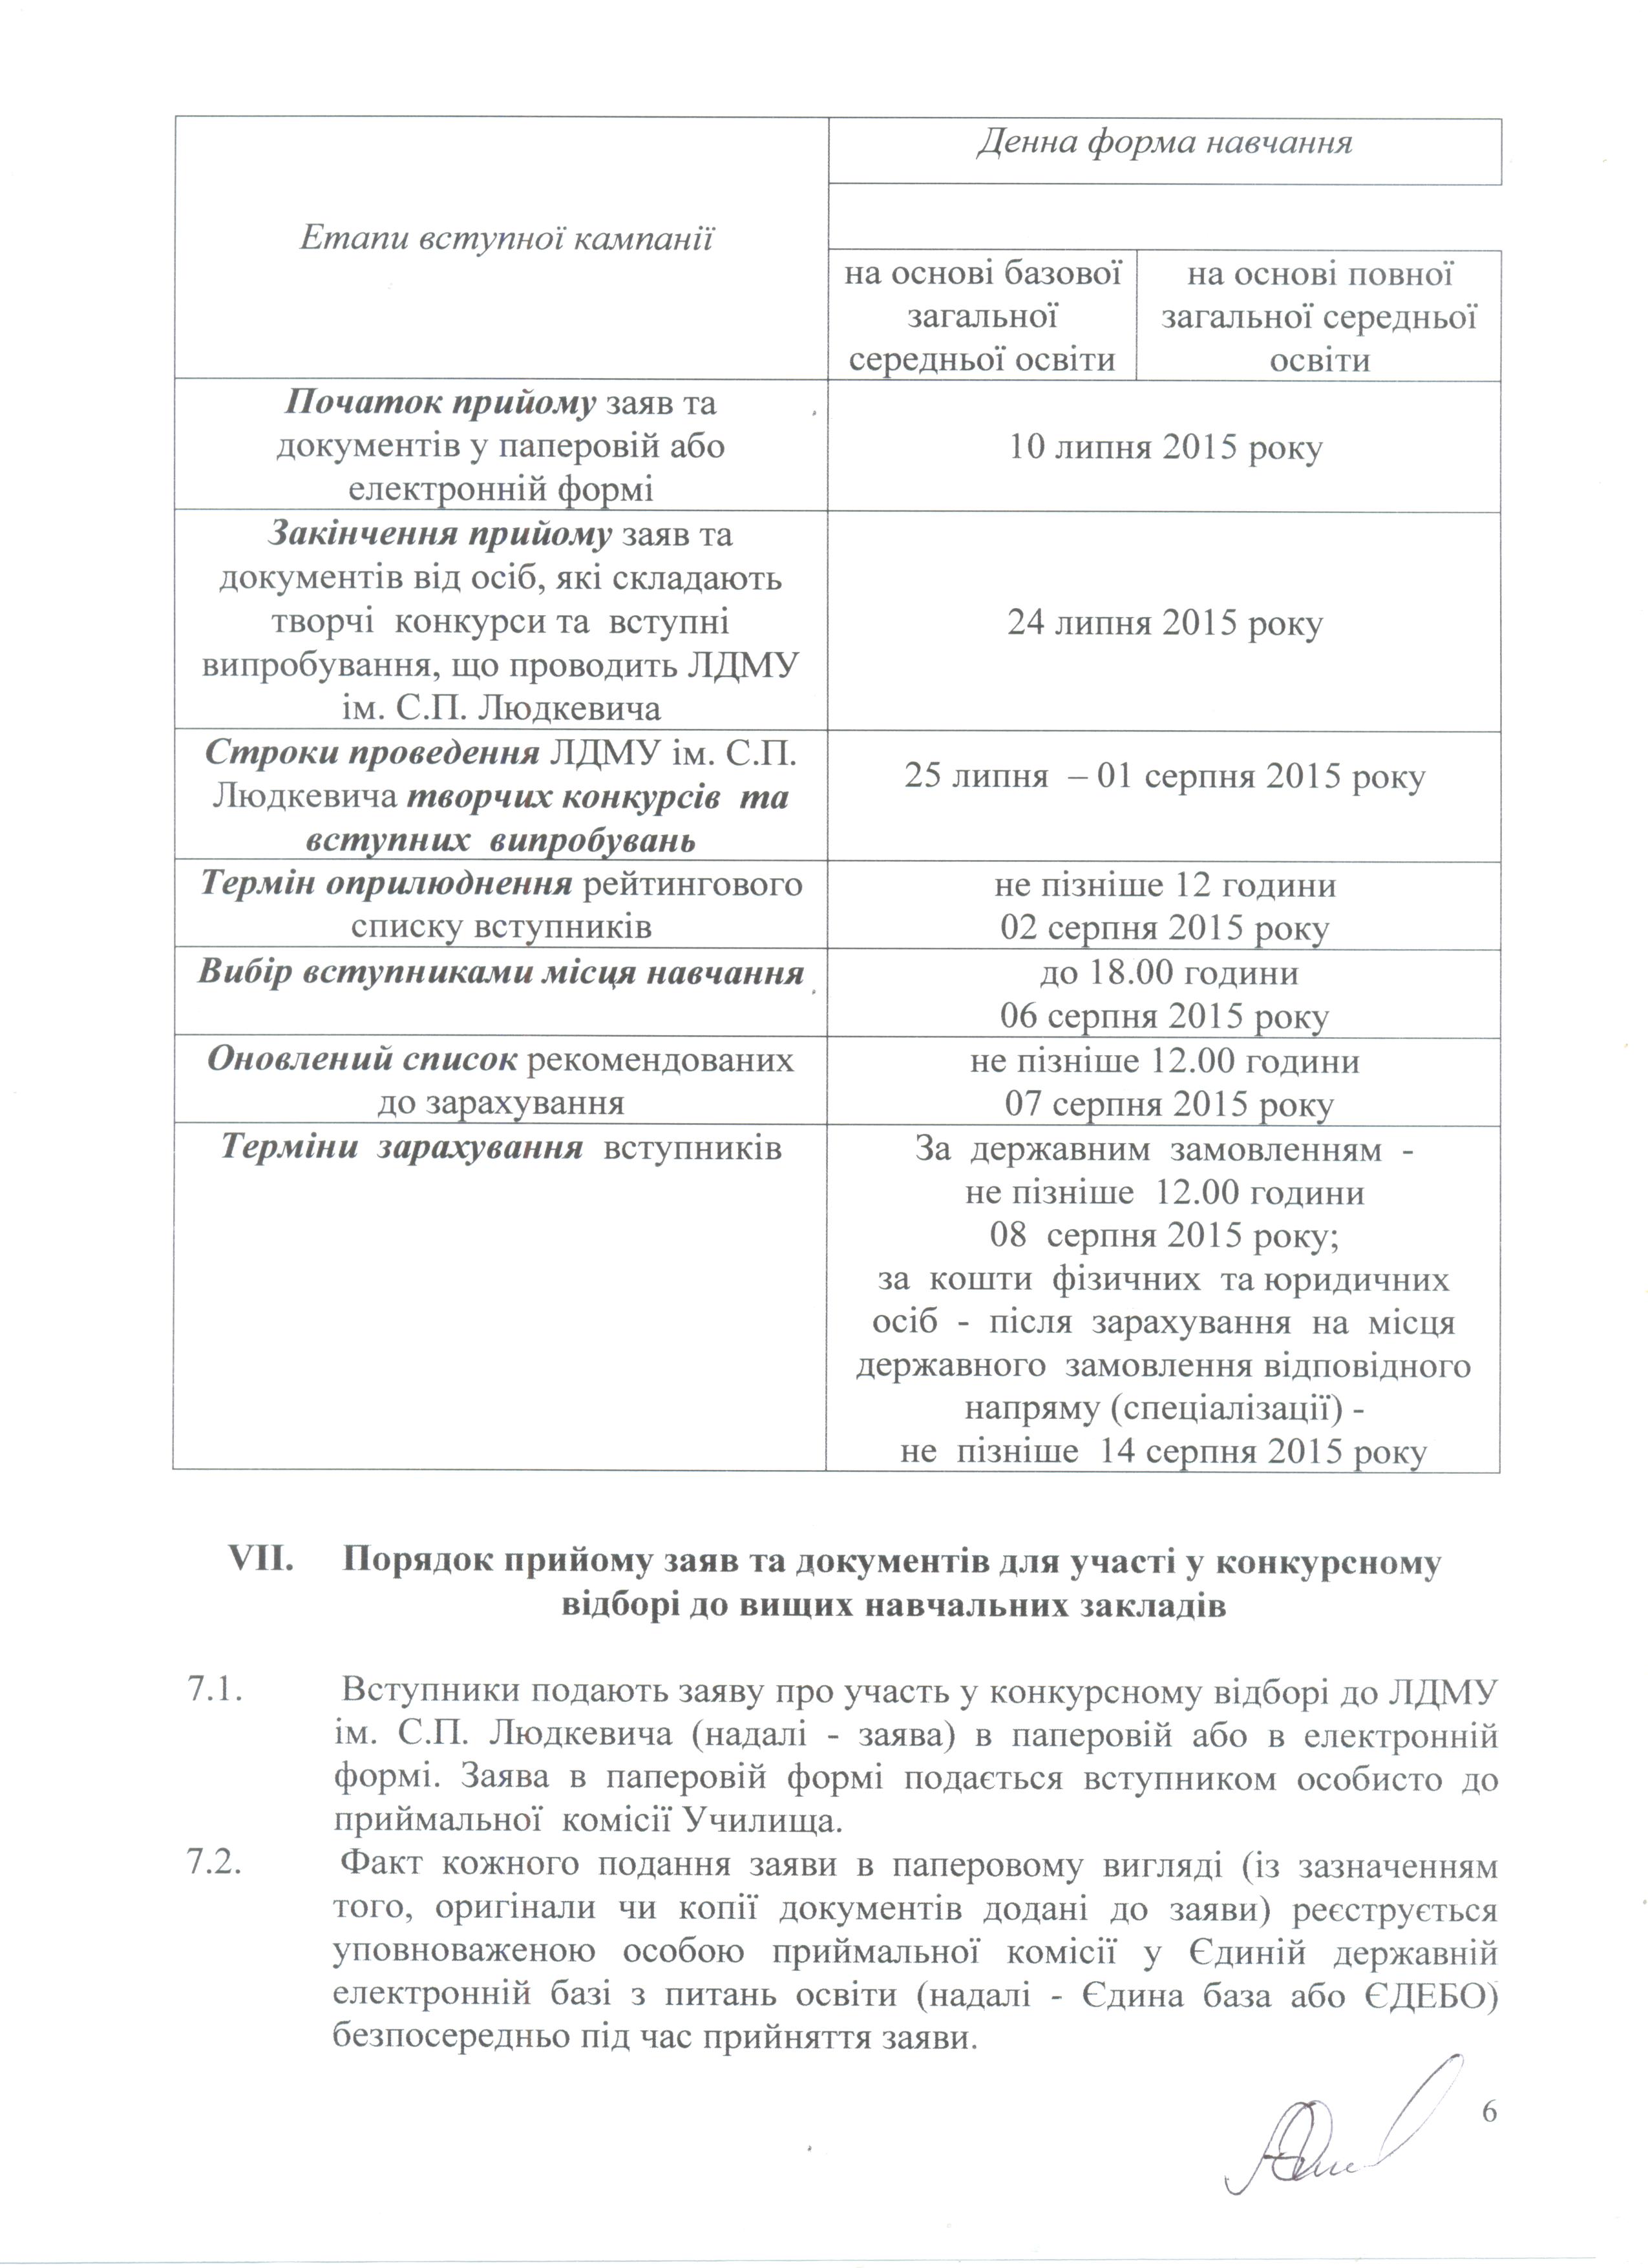 Денна форма навчання
Етапи вступної кампанії
на основі базової
загальної
середньої освіти
на основі повної
загальної середньої
освіти
Початок прийому заяв та
документів у паперовій або
електронній формі
10 липня 2015 року
Закінчення прийому заяв та
документів від осіб, які складають
творчі конкурси та вступні
випробування, що проводить ЛДМУ
ім. С.П. Людкевича
24 липня 2015 року
Строки проведення ЛДМУ ім. С.П.
Людкевича творчих конкурсів та
вступних випробувань
25 липня – 01 серпня 2015 року
Термін оприлюднення рейтингового
списку вступників
не пізніше 12 години
02 серпня 2015 року
Вибір вступниками місця навчання
до 18.00 години
06 серпня 2015 року
Оновлений список рекомендованих
до зарахування
не пізніше 12.00 години
07 серпня 2015 року
Терміни зарахування вступників
За державним замовленням -
не пізніше 12.00 години
08 серпня 2015 року;
за кошти фізичних та юридичних
осіб - після зарахування на місця
державного замовлення відповідного
напряму (спеціалізації) -
не пізніше 14 серпня 2015 року
VII. Порядок прийому заяв та документів для участі у конкурсному
відборі до вищих навчальних закладів
7.1. Вступники подають заяву про участь у конкурсному відборі до ЛДМУ
ім. С.П. Людкевича (надалі - заява) в паперовій або в електронній
формі. Заява в паперовій формі подається вступником особисто до
приймальної комісії Училища.
7.2. Факт кожного подання заяви в паперовому вигляді (із зазначенням
того, оригінали чи копії документів додані до заяви) реєструється
уповноваженою особою приймальної комісії у Єдиній державній
електронній базі з питань освіти (надалі - Єдина база або ЄДЕБО)
безпосередньо під час прийняття заяви.
6